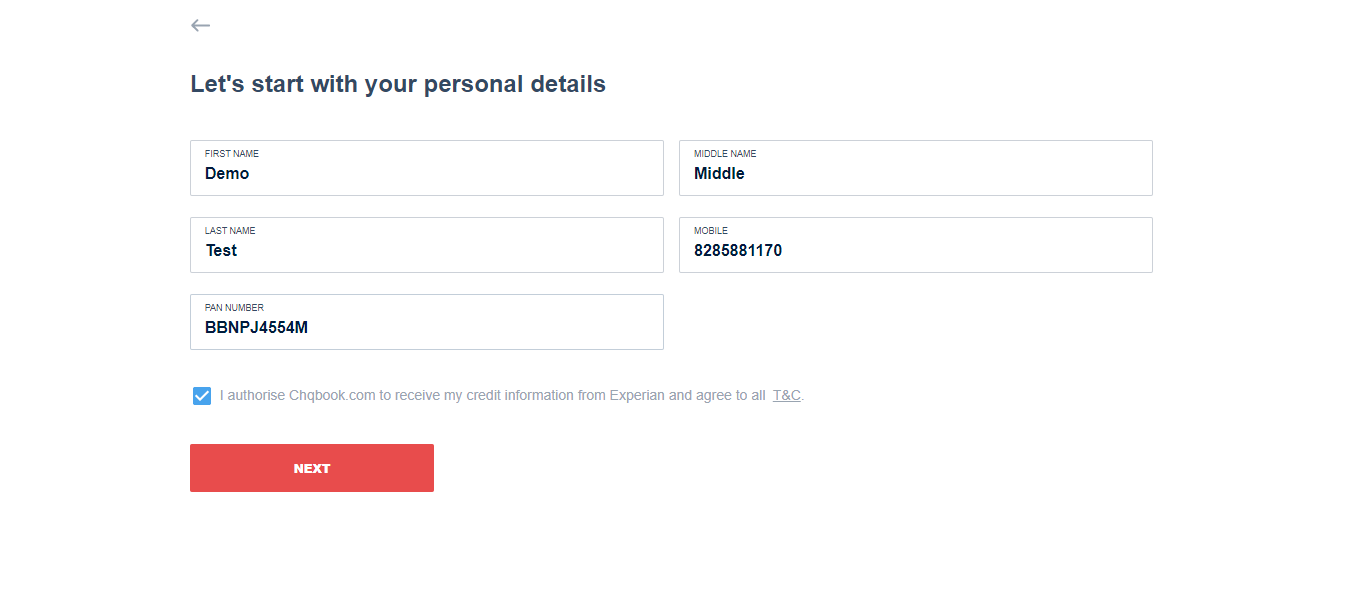 Let's start with your personal details
FIRST NAME
Demo
MIDDLE NAME
Middle
LAST NAME
Test
MOBILE
8285881170
PAN NUMBER
BBNPJ4554M
I authorise Chqbook.com to receive my credit information from Experian and agree to all T&C.
NEXT